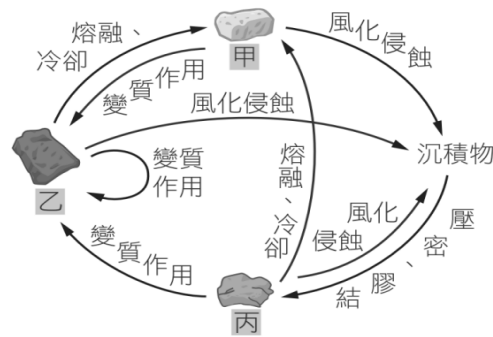 熔融、冷卻
甲
風化侵蝕
變質作用
風化侵蝕
沉積物
變質
作用
乙
熔融、冷卻
風化
侵蝕
壓密、膠結
變質作用
丙